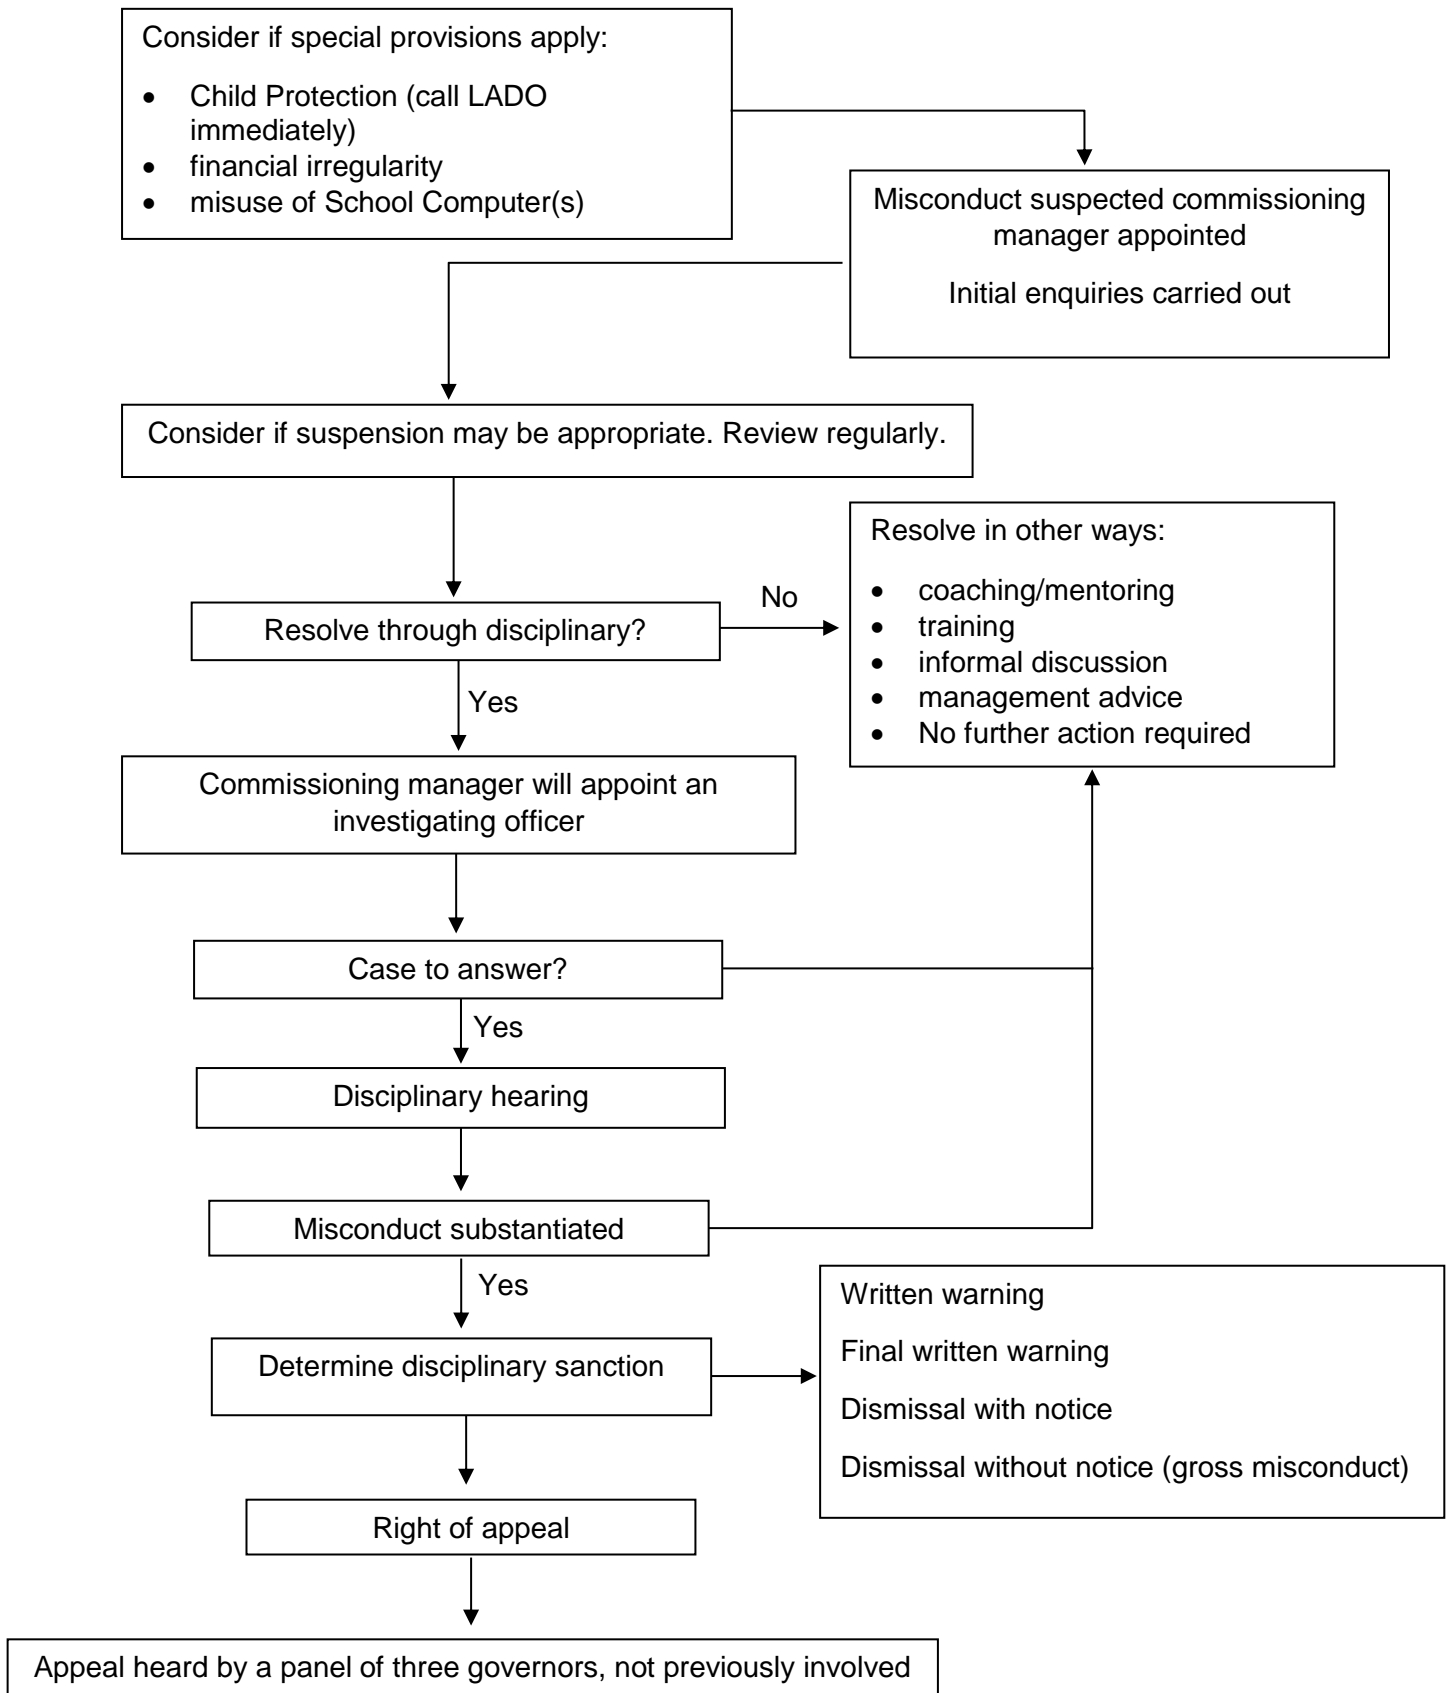 Consider if special provisions apply:
• Child Protection (call LADO
immediately)
• financial irregularity
• misuse of School Computer(s)
Misconduct suspected commissioning
manager appointed
Initial enquiries carried out
Consider if suspension may be appropriate. Review regularly.
Resolve through disciplinary?
No
Resolve in other ways:
• coaching/mentoring
• training
• informal discussion
• management advice
• No further action required
Yes
Commissioning manager will appoint an
investigating officer
Case to answer?
Yes
Disciplinary hearing
Misconduct substantiated
Yes
Determine disciplinary sanction
Written warning
Final written warning
Dismissal with notice
Dismissal without notice (gross misconduct)
Right of appeal
Appeal heard by a panel of three governors, not previously involved